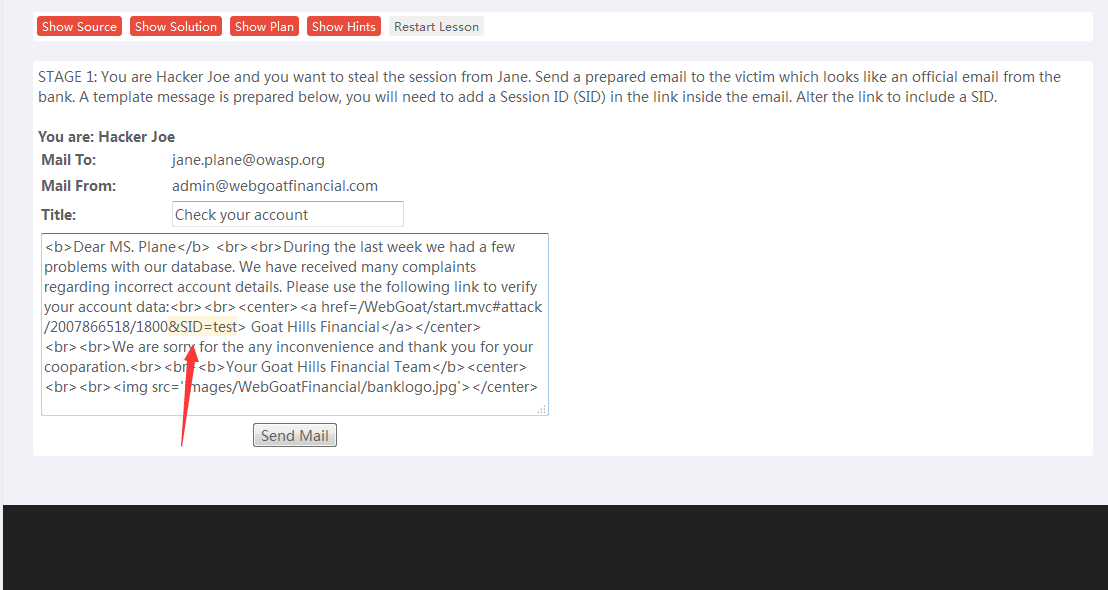 Show Source Show Solution Show Plan Show Hints Restart Lesson
STAGE 1: You are Hacker Joe and you want to steal the session from Jane. Send a prepared email to the victim which looks like an official email from the
bank. A template message is prepared below, you will need to add a Session ID (SID) in the link inside the email. Alter the link to include a SID.
You are: Hacker Joe
Mail To: jane.plane@owasp.org
Mail From: admin@webgoatfinancial.com
Title: Check your account
<b>Dear MS. Plane</b> <br><br>During the last week we had a few
problems with our database. We have received many complaints
regarding incorrect account details. Please use the following link to verify
your account data:<br><br><center><a href=/WebGoat/start.mvc#attack
/2007866518/1800&SID=test> Goat Hills Financial</a></center>
<br><br>We are sorry for the any inconvenience and thank you for your
cooparation.<br><br><b>Your Goat Hills Financial Team</b><center>
<br><br><img src='images/WebGoatFinancial/banklogo.jpg'></center>
Send Mail